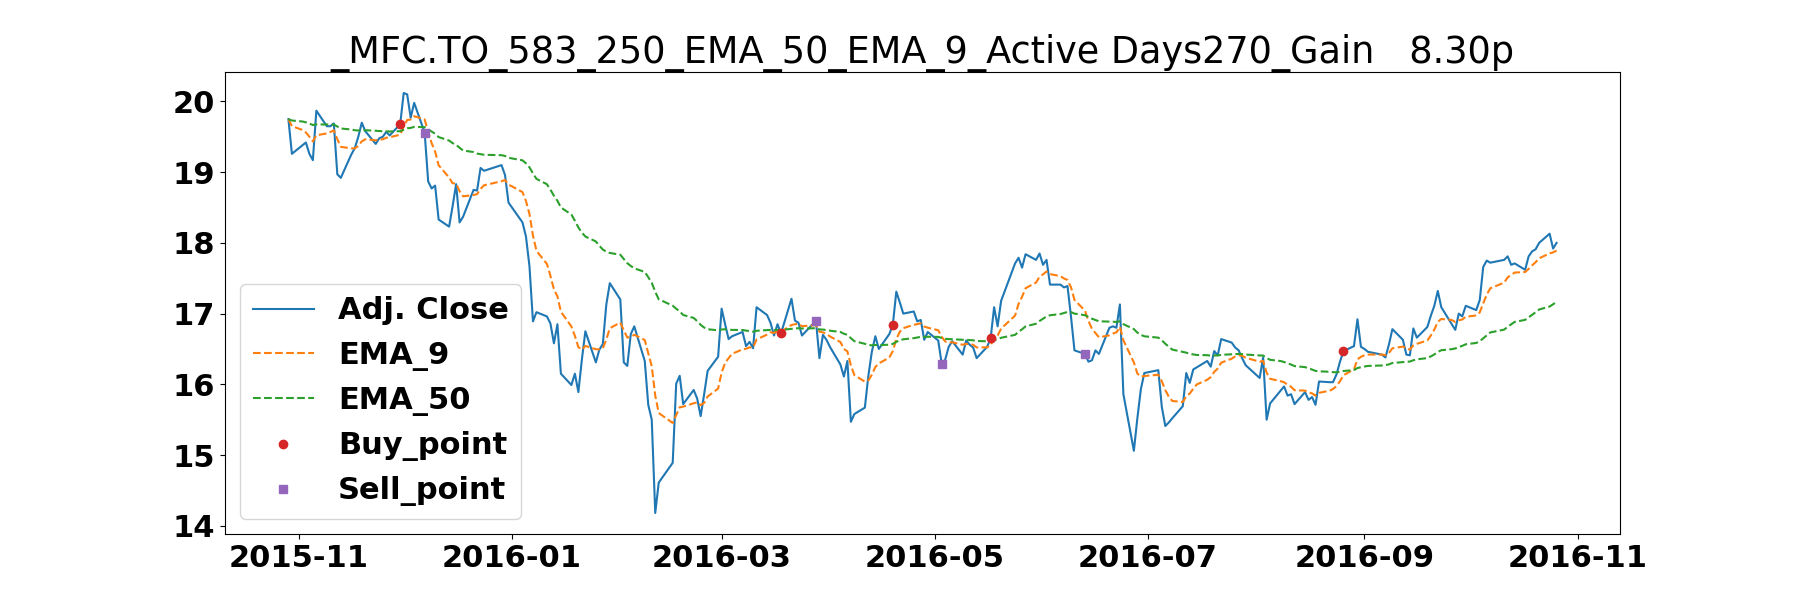 _MFC.TO_583_250_EMA_50_EMA_9_Active Days270_Gain   8.30p
20
19
18
17
16
15
14
Adj. Close
EMA_9
EMA_50
Buy_point
Sell_point
2015-11
2016-01
2016-03
2016-05
2016-07
2016-09
2016-11